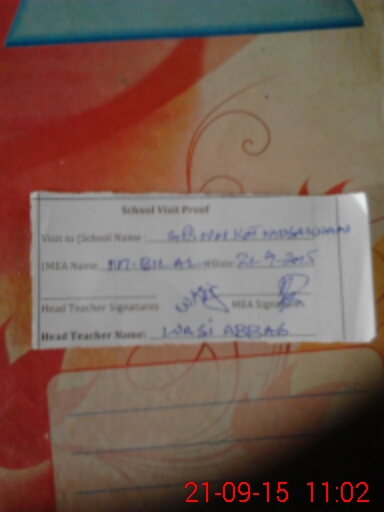 School Visit Proof
Visit to (School Name:
(MEA Name M-BILAL Date: 21-9-2015
Head Teacher Signatures MEA Signature
Head Teacher Name: WASI ABBAS
21-09-15 11:02